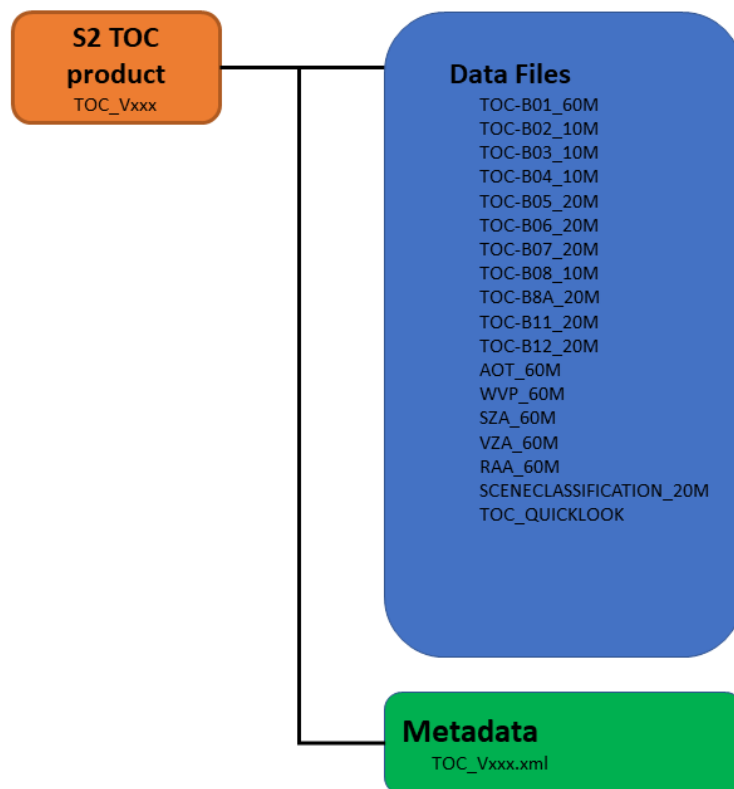 S2 TOC
product
TOC_Vxxx
Data Files
TOC-B01_60M
TOC-B02_10M
TOC-B03_10M
TOC-B04_10M
TOC-B05_20M
TOC-B06_20M
TOC-B07_20M
TOC-B08_10M
TOC-B8A_20M
TOC-B11_20M
TOC-B12_20M
AOT_60M
WVP_60M
SZA_60M
VZA_60M
RAA_60M
SCENECLASSIFICATION_20M
TOC_QUICKLOOK
Metadata
TOC_Vxxx.xml